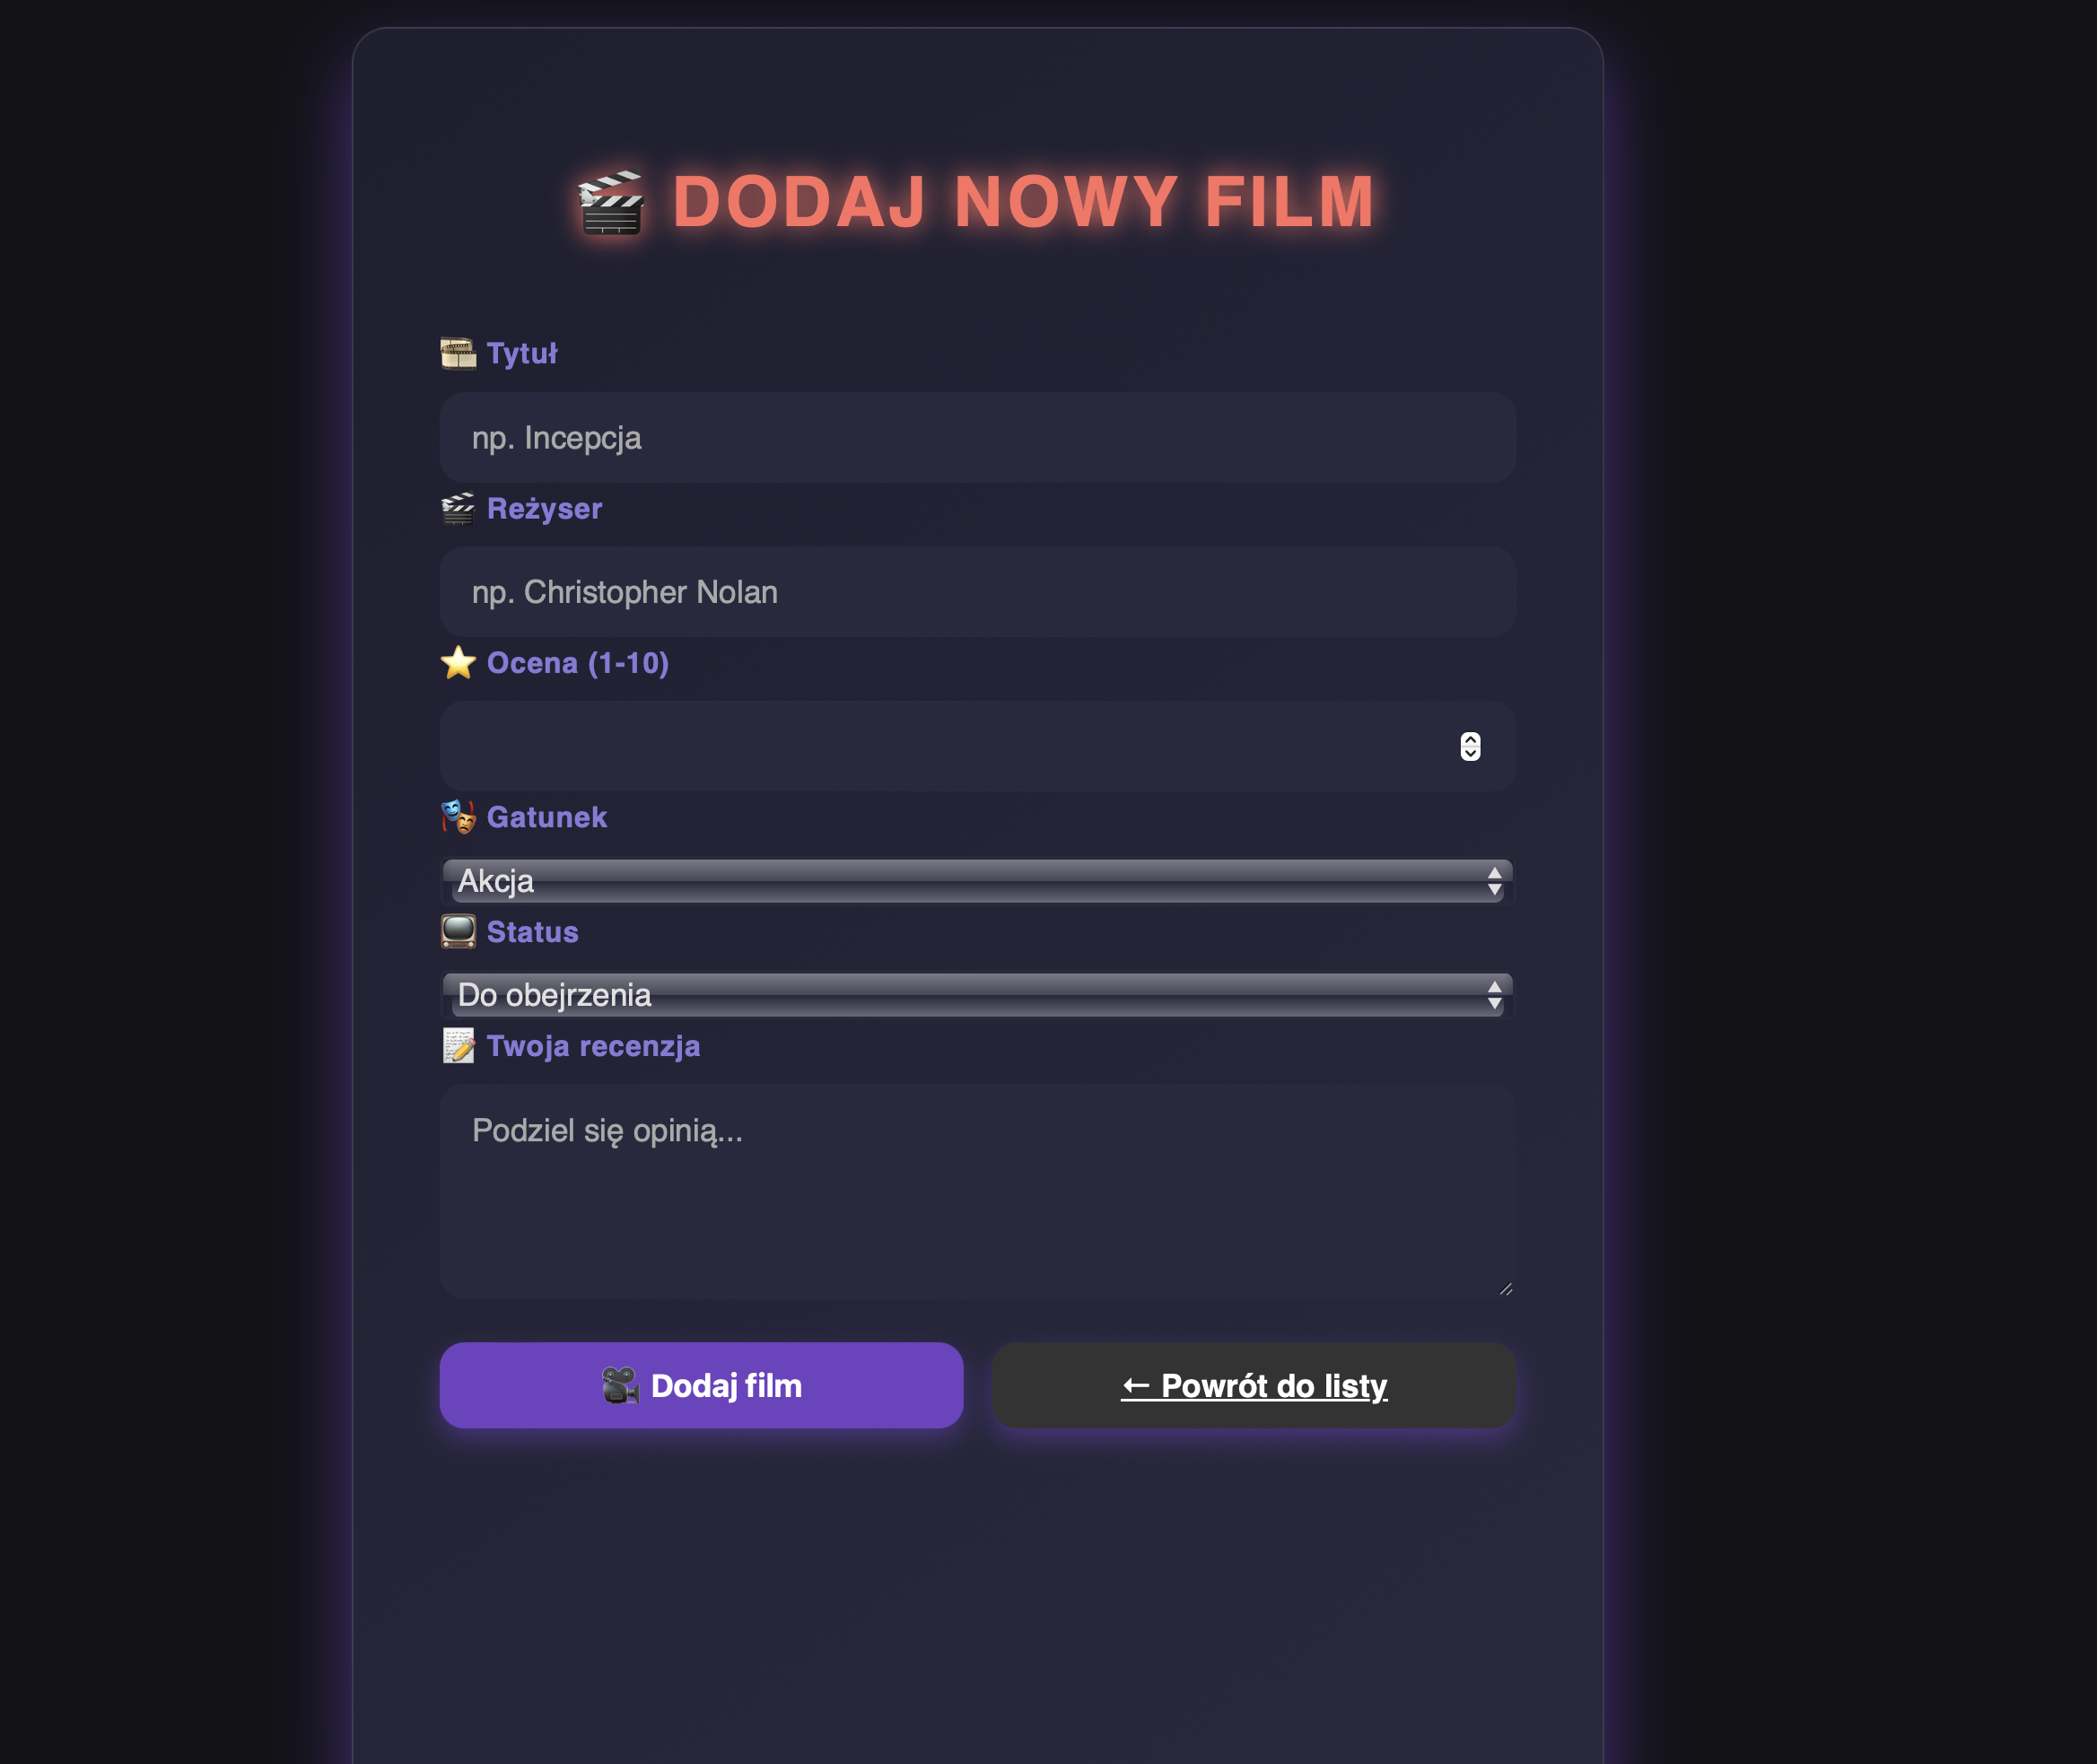 🎬 DODAJ NOWY FILM
🎞️ Tytuł
np. Incepcja
🎬 Reżyser
np. Christopher Nolan
⭐ Ocena (1-10)
🎭 Gatunek
Akcja
📺 Status
Do obejrzenia
📝 Twoja recenzja
Podziel się opinią...
🎥 Dodaj film
← Powrót do listy